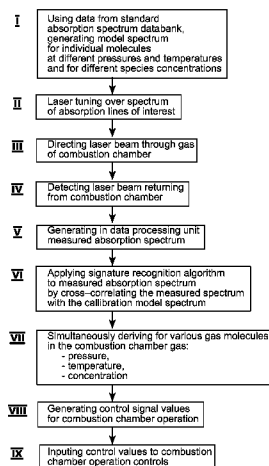 I
Using data from standard
absorption spectrum databank,
generating model spectrum
for individual molecules
at different pressures and temperatures
and for different species concentrations
II
Laser tuning over spectrum
of absorption lines of interest
III
Directing laser beam through gas
of combustion chamber
IV
Detecting laser beam returning
from combustion chamber
V
Generating in data processing unit
measured absorption spectrum
VI
Applying signature recognition algorithm
to measured absorption spectrum
by cross-correlating the measured spectrum
with the callibration model spectrum
VII
Simultaneously deriving for various gas molecules
in the combustion chamber gas:
- pressure,
- temperature,
- concentration
VIII
Generating control signal values
for combustion chamber operation
IX
Inputing control values to combustion
chamber operation controls